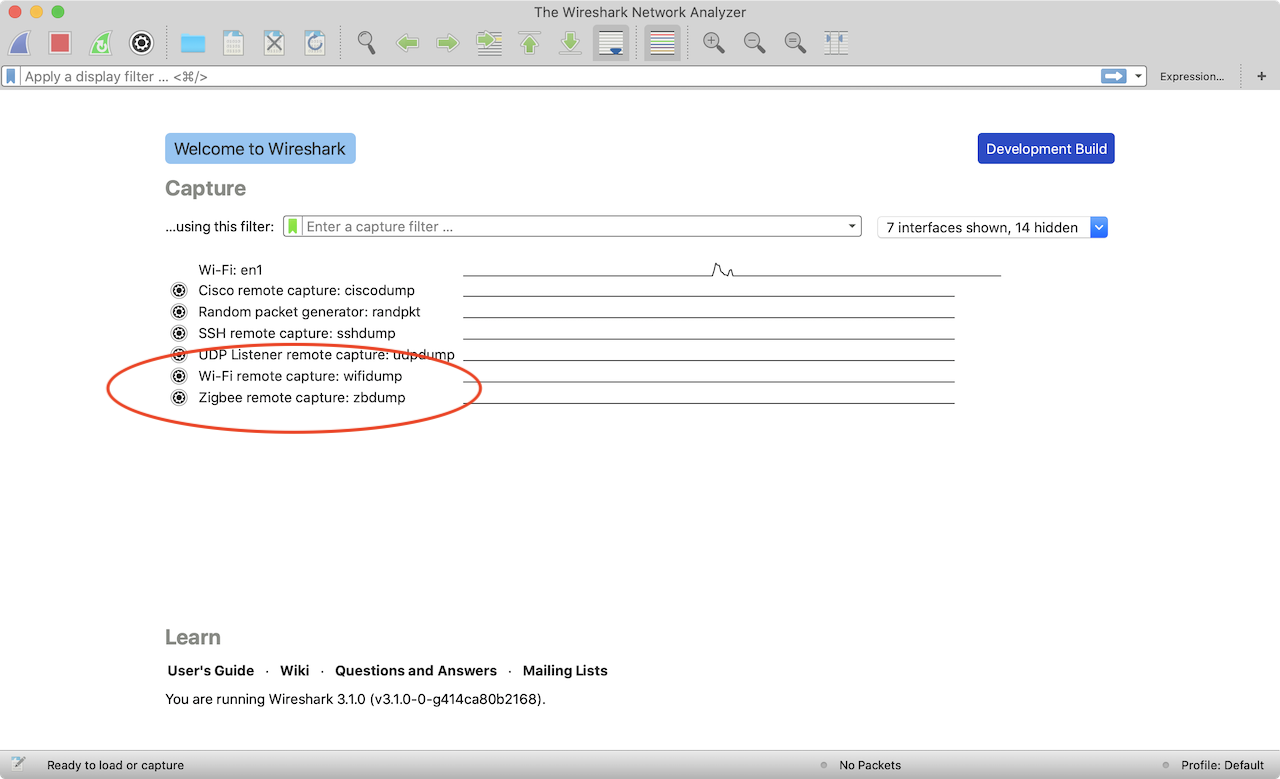 The Wireshark Network Analyzer
Apply a display filter ... <⌘/>
Expression...
+
Welcome to Wireshark
Development Build
Capture
...using this filter:
Enter a capture filter ...
7 interfaces shown, 14 hidden
Wi-Fi: en1
Cisco remote capture: ciscodump
Random packet generator: randpkt
SSH remote capture: sshdump
UDP Listener remote capture: udpdump
Wi-Fi remote capture: wifidump
Zigbee remote capture: zbdump
Learn
User's Guide · Wiki · Questions and Answers · Mailing Lists
You are running Wireshark 3.1.0 (v3.1.0-0-g414ca80b2168).
Ready to load or capture
No Packets
Profile: Default